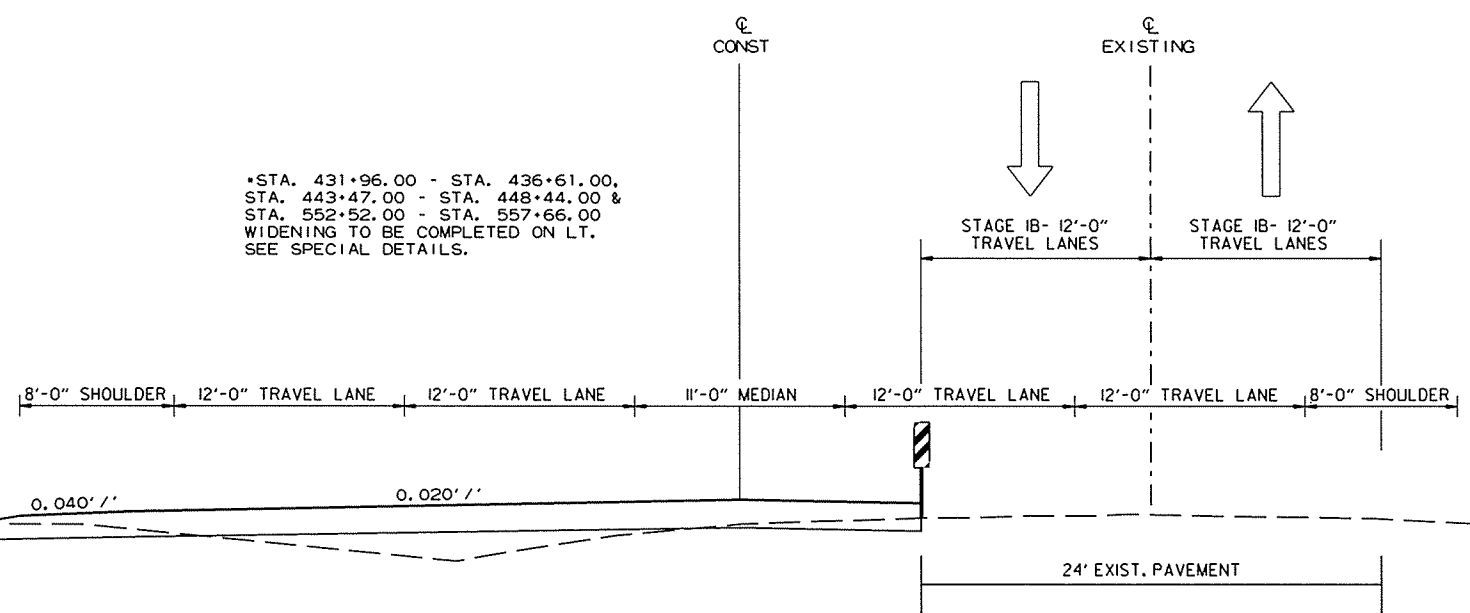 ℄
CONST
℄
EXISTING
*STA. 431+96.00 - STA. 436+61.00,
STA. 443+47.00 - STA. 448+44.00 &
STA. 552+52.00 - STA. 557+66.00
WIDENING TO BE COMPLETED ON LT.
SEE SPECIAL DETAILS.
STAGE 1B- 12'-0"
TRAVEL LANES
STAGE 1B- 12'-0"
TRAVEL LANES
8'-0" SHOULDER
12'-0" TRAVEL LANE
12'-0" TRAVEL LANE
11'-0" MEDIAN
12'-0" TRAVEL LANE
12'-0" TRAVEL LANE
8'-0" SHOULDER
0.040'/'
0.020'/'
24' EXIST. PAVEMENT